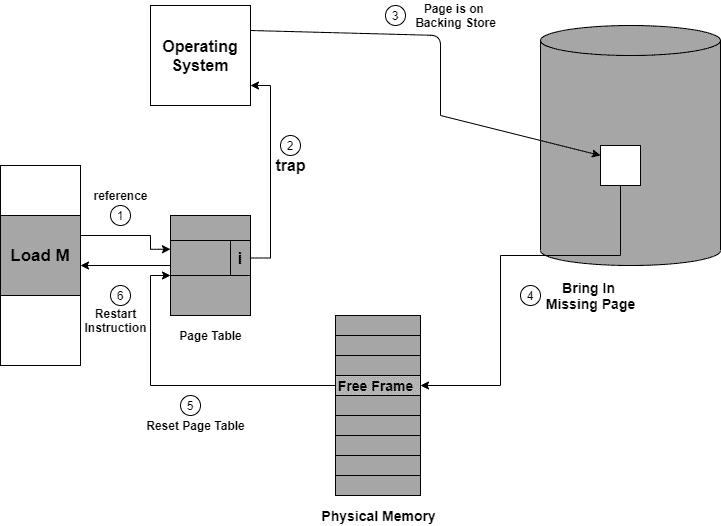 3
Page is on
Backing Store
Operating
System
2
trap
reference
1
Load M
i
6
Restart
Instruction
Page Table
4
Bring In
Missing Page
Free Frame
5
Reset Page Table
Physical Memory